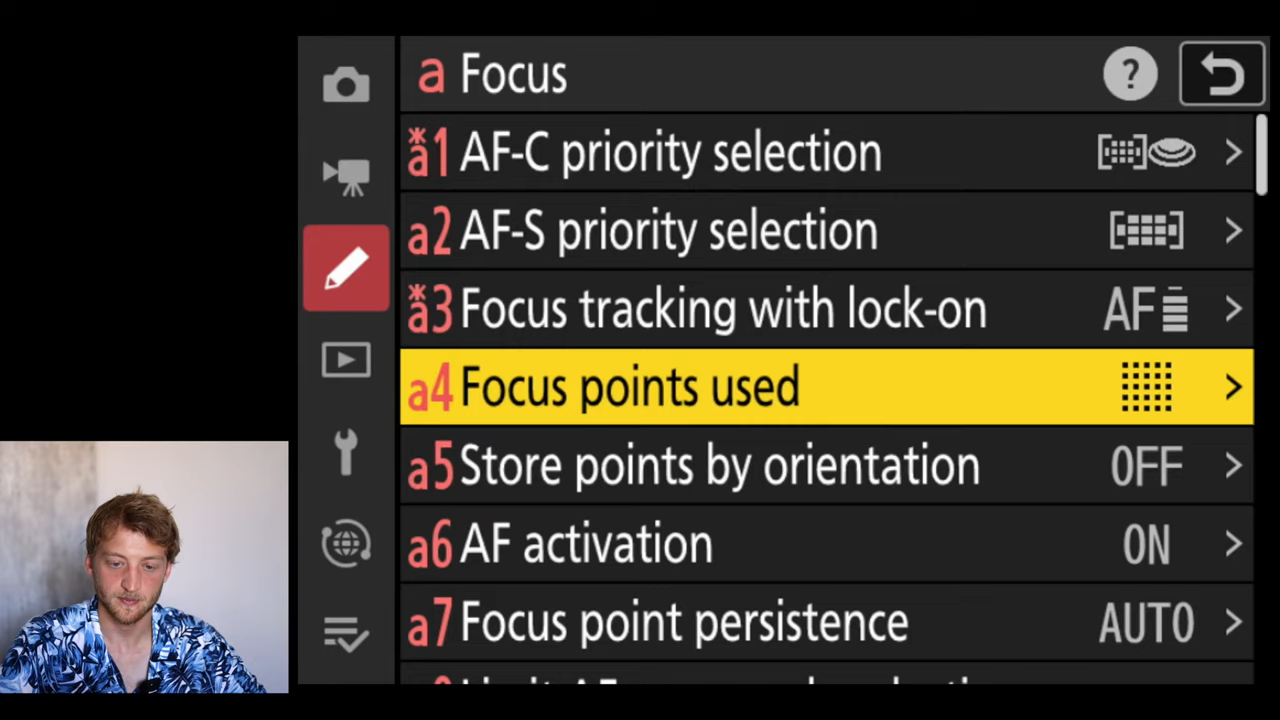 a Focus ?
a1 AF-C priority selection >
a2 AF-S priority selection >
a3 Focus tracking with lock-on AF >
a4 Focus points used >
a5 Store points by orientation OFF >
a6 AF activation ON >
a7 Focus point persistence AUTO >